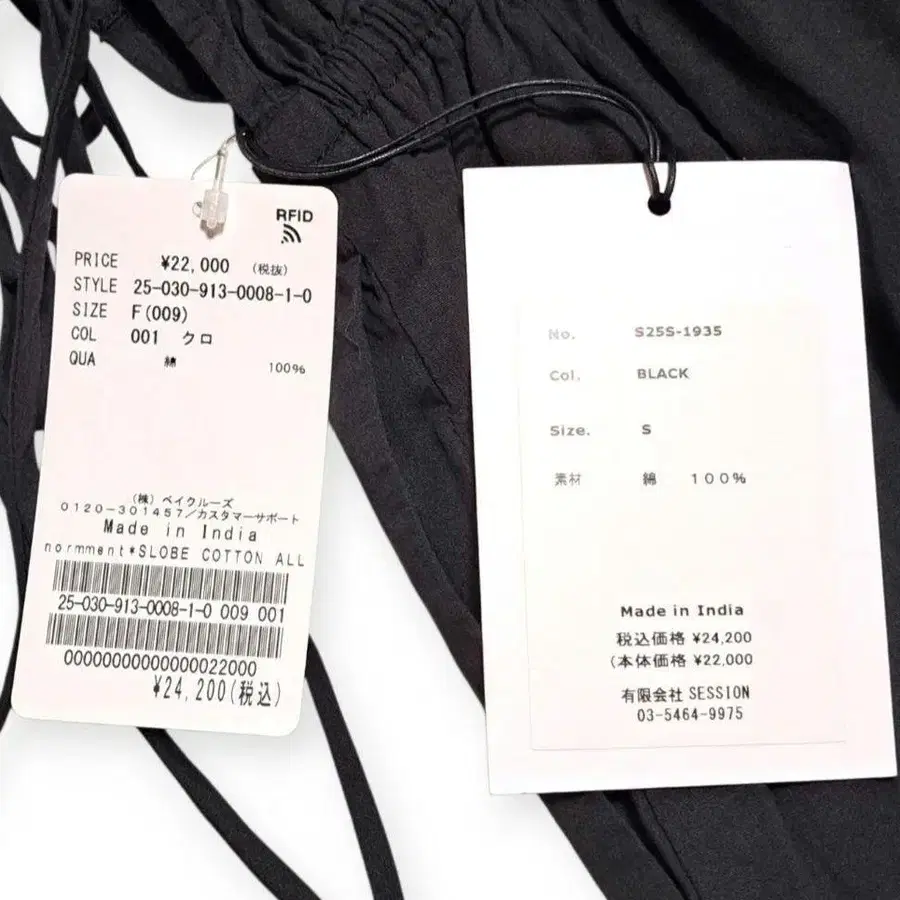 RFID
PRICE ¥22,000 (税抜)
STYLE 25-030-913-0008-1-0
SIZE F(009)
COL 001 クロ
QUA 綿 100%
(株) ベイクルーズ
0120-301457/カスタマーサポート
Made in India
normment*SLOBE COTTON ALL
25-030-913-0008-1-0 009 001
00000000000000022000
¥24,200(税込)
No. S25S-1935
Col. BLACK
Size. S
素材 綿 100%
Made in India
税込価格 ¥24,200
(本体価格 ¥22,000
有限会社 SESSION
03-5464-9975